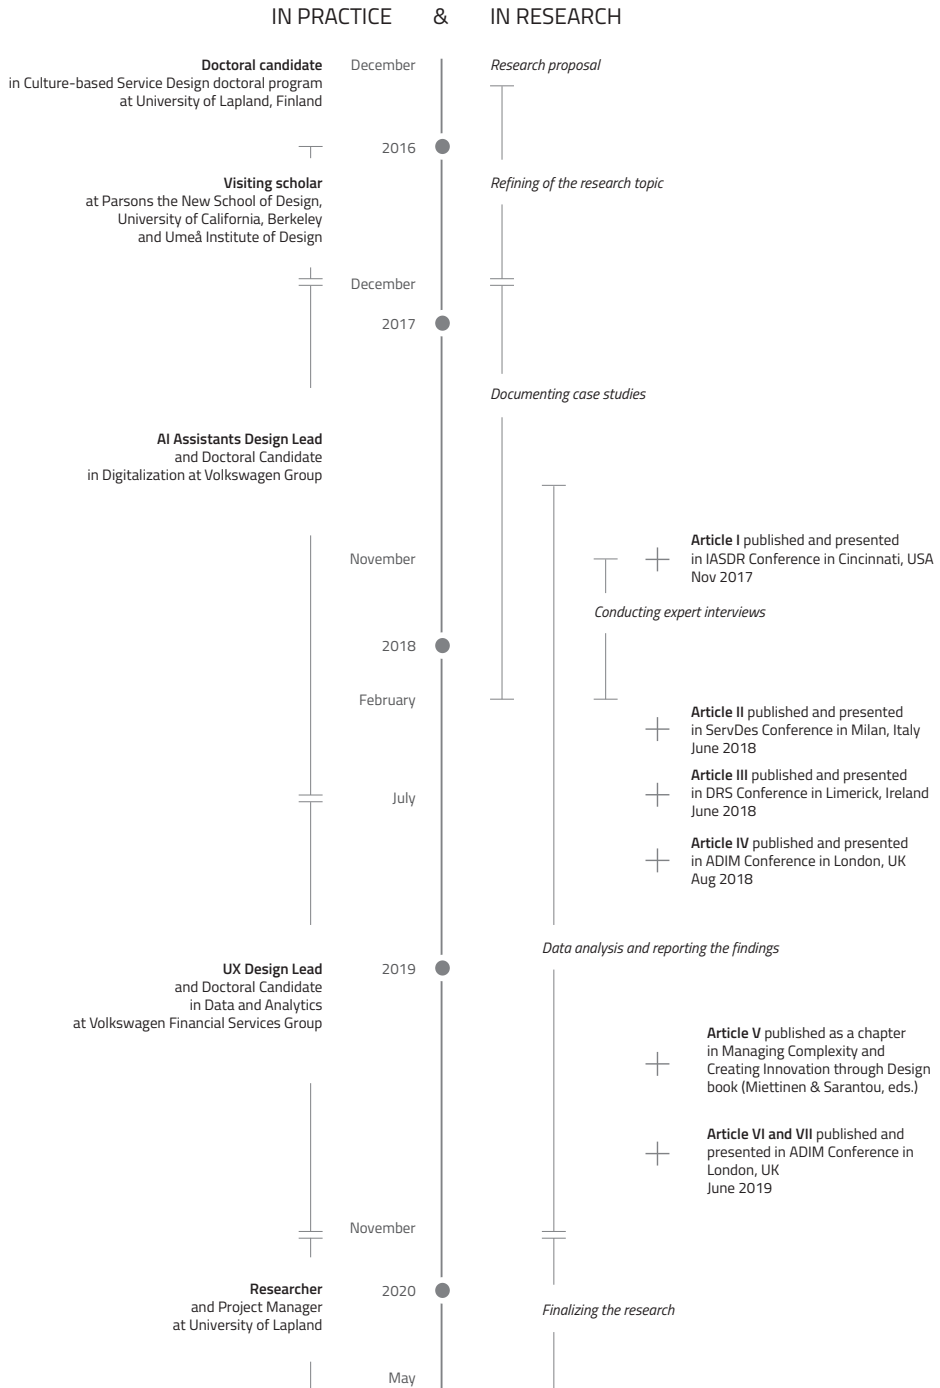 IN PRACTICE & IN RESEARCH
Doctoral candidate
in Culture-based Service Design doctoral program
at University of Lapland, Finland
December
Research proposal
2016
Visiting scholar
at Parsons the New School of Design,
University of California, Berkeley
and Umeå Institute of Design
Refining of the research topic
December
2017
Documenting case studies
AI Assistants Design Lead
and Doctoral Candidate
in Digitalization at Volkswagen Group
November
Article I published and presented
in IASDR Conference in Cincinnati, USA
Nov 2017
Conducting expert interviews
2018
February
Article II published and presented
in ServDes Conference in Milan, Italy
June 2018
July
Article III published and presented
in DRS Conference in Limerick, Ireland
June 2018
Article IV published and presented
in ADIM Conference in London, UK
Aug 2018
Data analysis and reporting the findings
2019
UX Design Lead
and Doctoral Candidate
in Data and Analytics
at Volkswagen Financial Services Group
Article V published as a chapter
in Managing Complexity and
Creating Innovation through Design
book (Miettinen & Sarantou, eds.)
Article VI and VII published and
presented in ADIM Conference in
London, UK
June 2019
November
2020
Researcher
and Project Manager
at University of Lapland
Finalizing the research
May